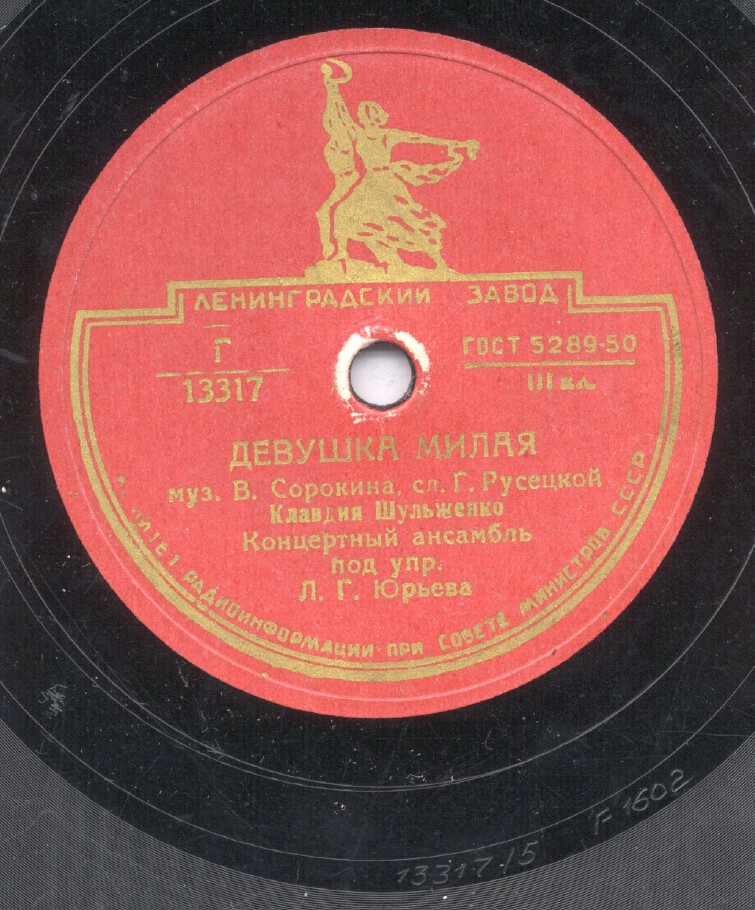 ЛЕНИНГРАДСКИЙ ЗАВОД
Г
13317
ГОСТ 5289-50
III кл.
ДЕВУШКА МИЛАЯ
муз. В. Сорокина, сл. Г. Русецкой
Клавдия Шульженко
Концертный ансамбль
под упр.
Л. Г. Юрьева
РАДИОИНФОРМАЦИИ ПРИ СОВЕТЕ МИНИСТРОВ СССР
13317-15 F 1602